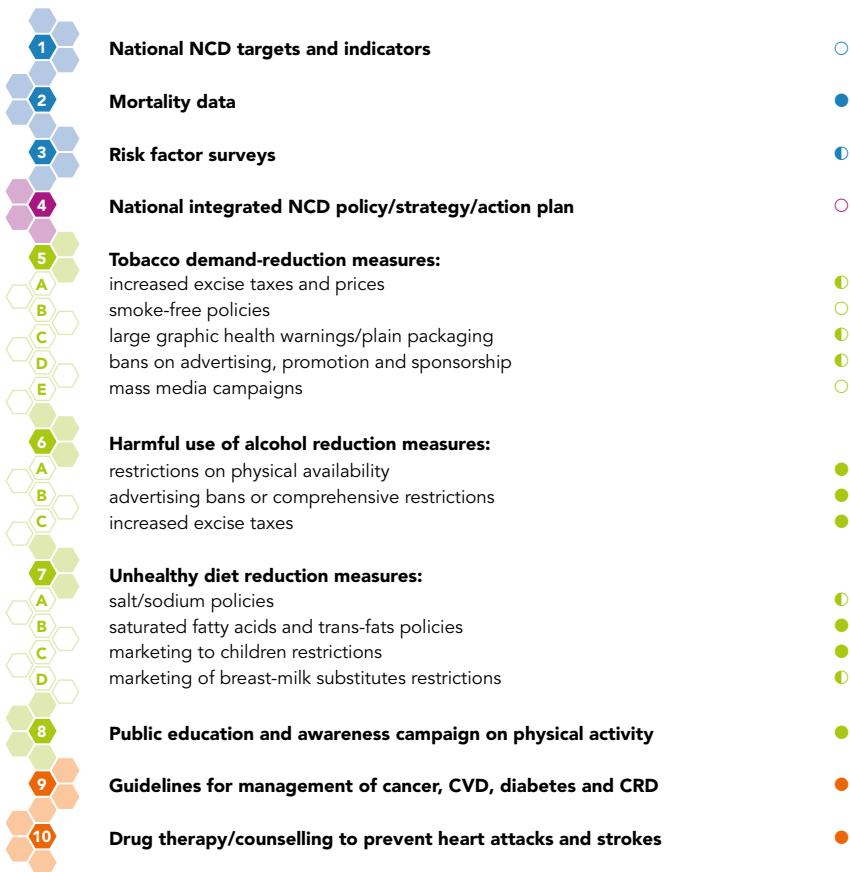 1 National NCD targets and indicators ○
2 Mortality data ●
3 Risk factor surveys ◐
4 National integrated NCD policy/strategy/action plan ○
5 Tobacco demand-reduction measures:
A increased excise taxes and prices ◐
B smoke-free policies ○
C large graphic health warnings/plain packaging ◐
D bans on advertising, promotion and sponsorship ◐
E mass media campaigns ○
6 Harmful use of alcohol reduction measures:
A restrictions on physical availability ●
B advertising bans or comprehensive restrictions ●
C increased excise taxes ●
7 Unhealthy diet reduction measures:
A salt/sodium policies ◐
B saturated fatty acids and trans-fats policies ●
C marketing to children restrictions ●
D marketing of breast-milk substitutes restrictions ◐
8 Public education and awareness campaign on physical activity ●
9 Guidelines for management of cancer, CVD, diabetes and CRD ●
10 Drug therapy/counselling to prevent heart attacks and strokes ●